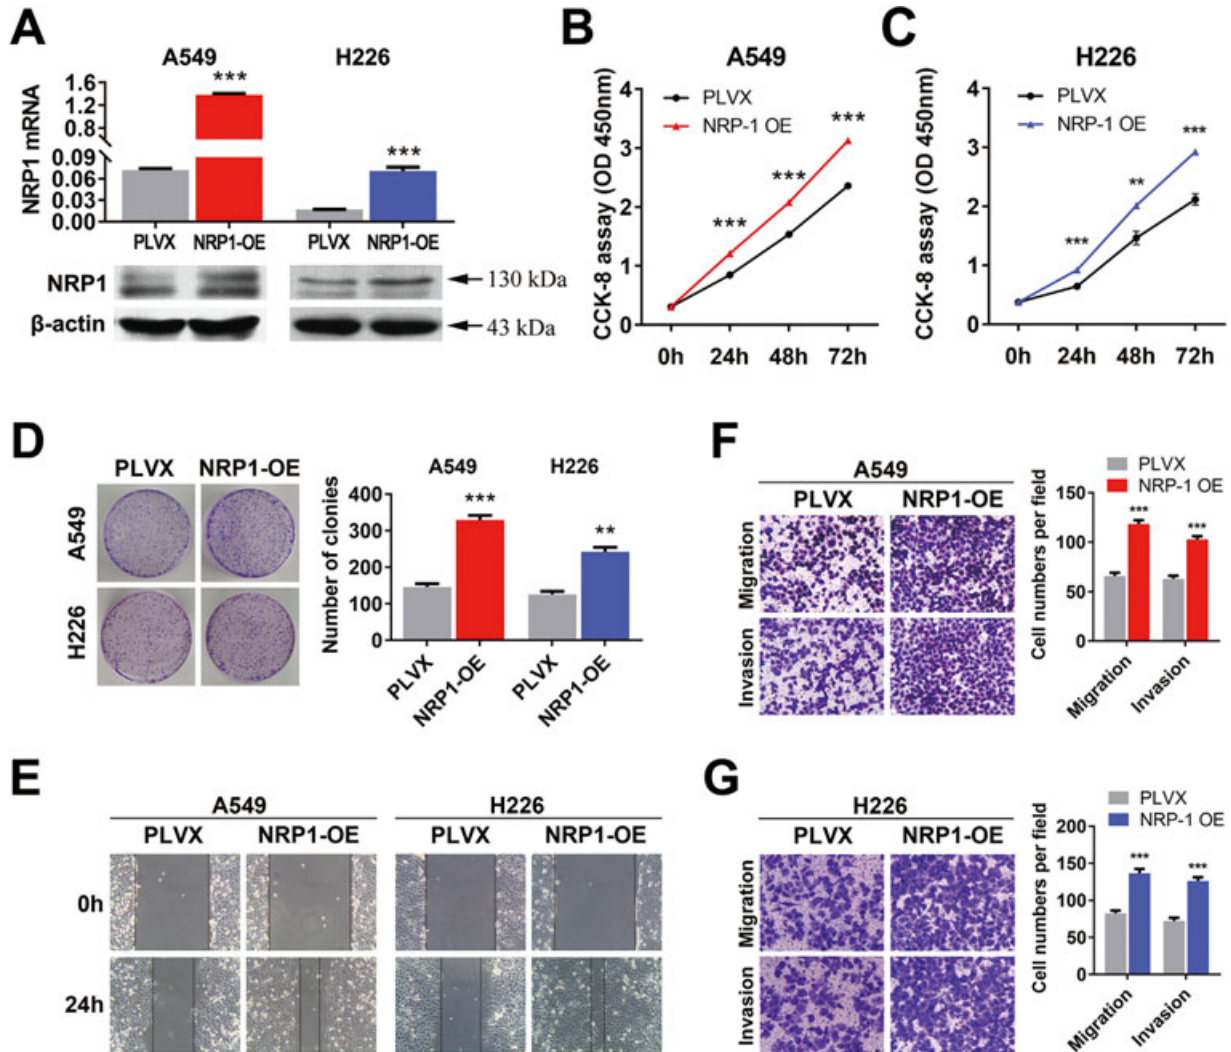 A
A549
H226
NRP1 mRNA
1.6
1.2
0.8
0.09
0.06
0.03
0.00
***
***
PLVX
NRP1-OE
PLVX
NRP1-OE
NRP1
130 kDa
β-actin
43 kDa
B
A549
CCK-8 assay (OD 450nm)
PLVX
NRP-1 OE
4
3
2
1
0
***
***
***
0h
24h
48h
72h
C
H226
CCK-8 assay (OD 450nm)
PLVX
NRP-1 OE
4
3
2
1
0
***
**
***
0h
24h
48h
72h
D
PLVX
NRP1-OE
A549
H226
A549
H226
Number of clonies
400
300
200
100
0
***
**
PLVX
NRP1-OE
PLVX
NRP1-OE
E
A549
H226
PLVX
NRP1-OE
PLVX
NRP1-OE
0h
24h
F
A549
PLVX
NRP1-OE
Migration
Invasion
PLVX
NRP-1 OE
Cell numbers per field
150
100
50
0
***
***
Migration
Invasion
G
H226
PLVX
NRP1-OE
Migration
Invasion
PLVX
NRP-1 OE
Cell numbers per field
200
150
100
50
0
***
***
Migration
Invasion